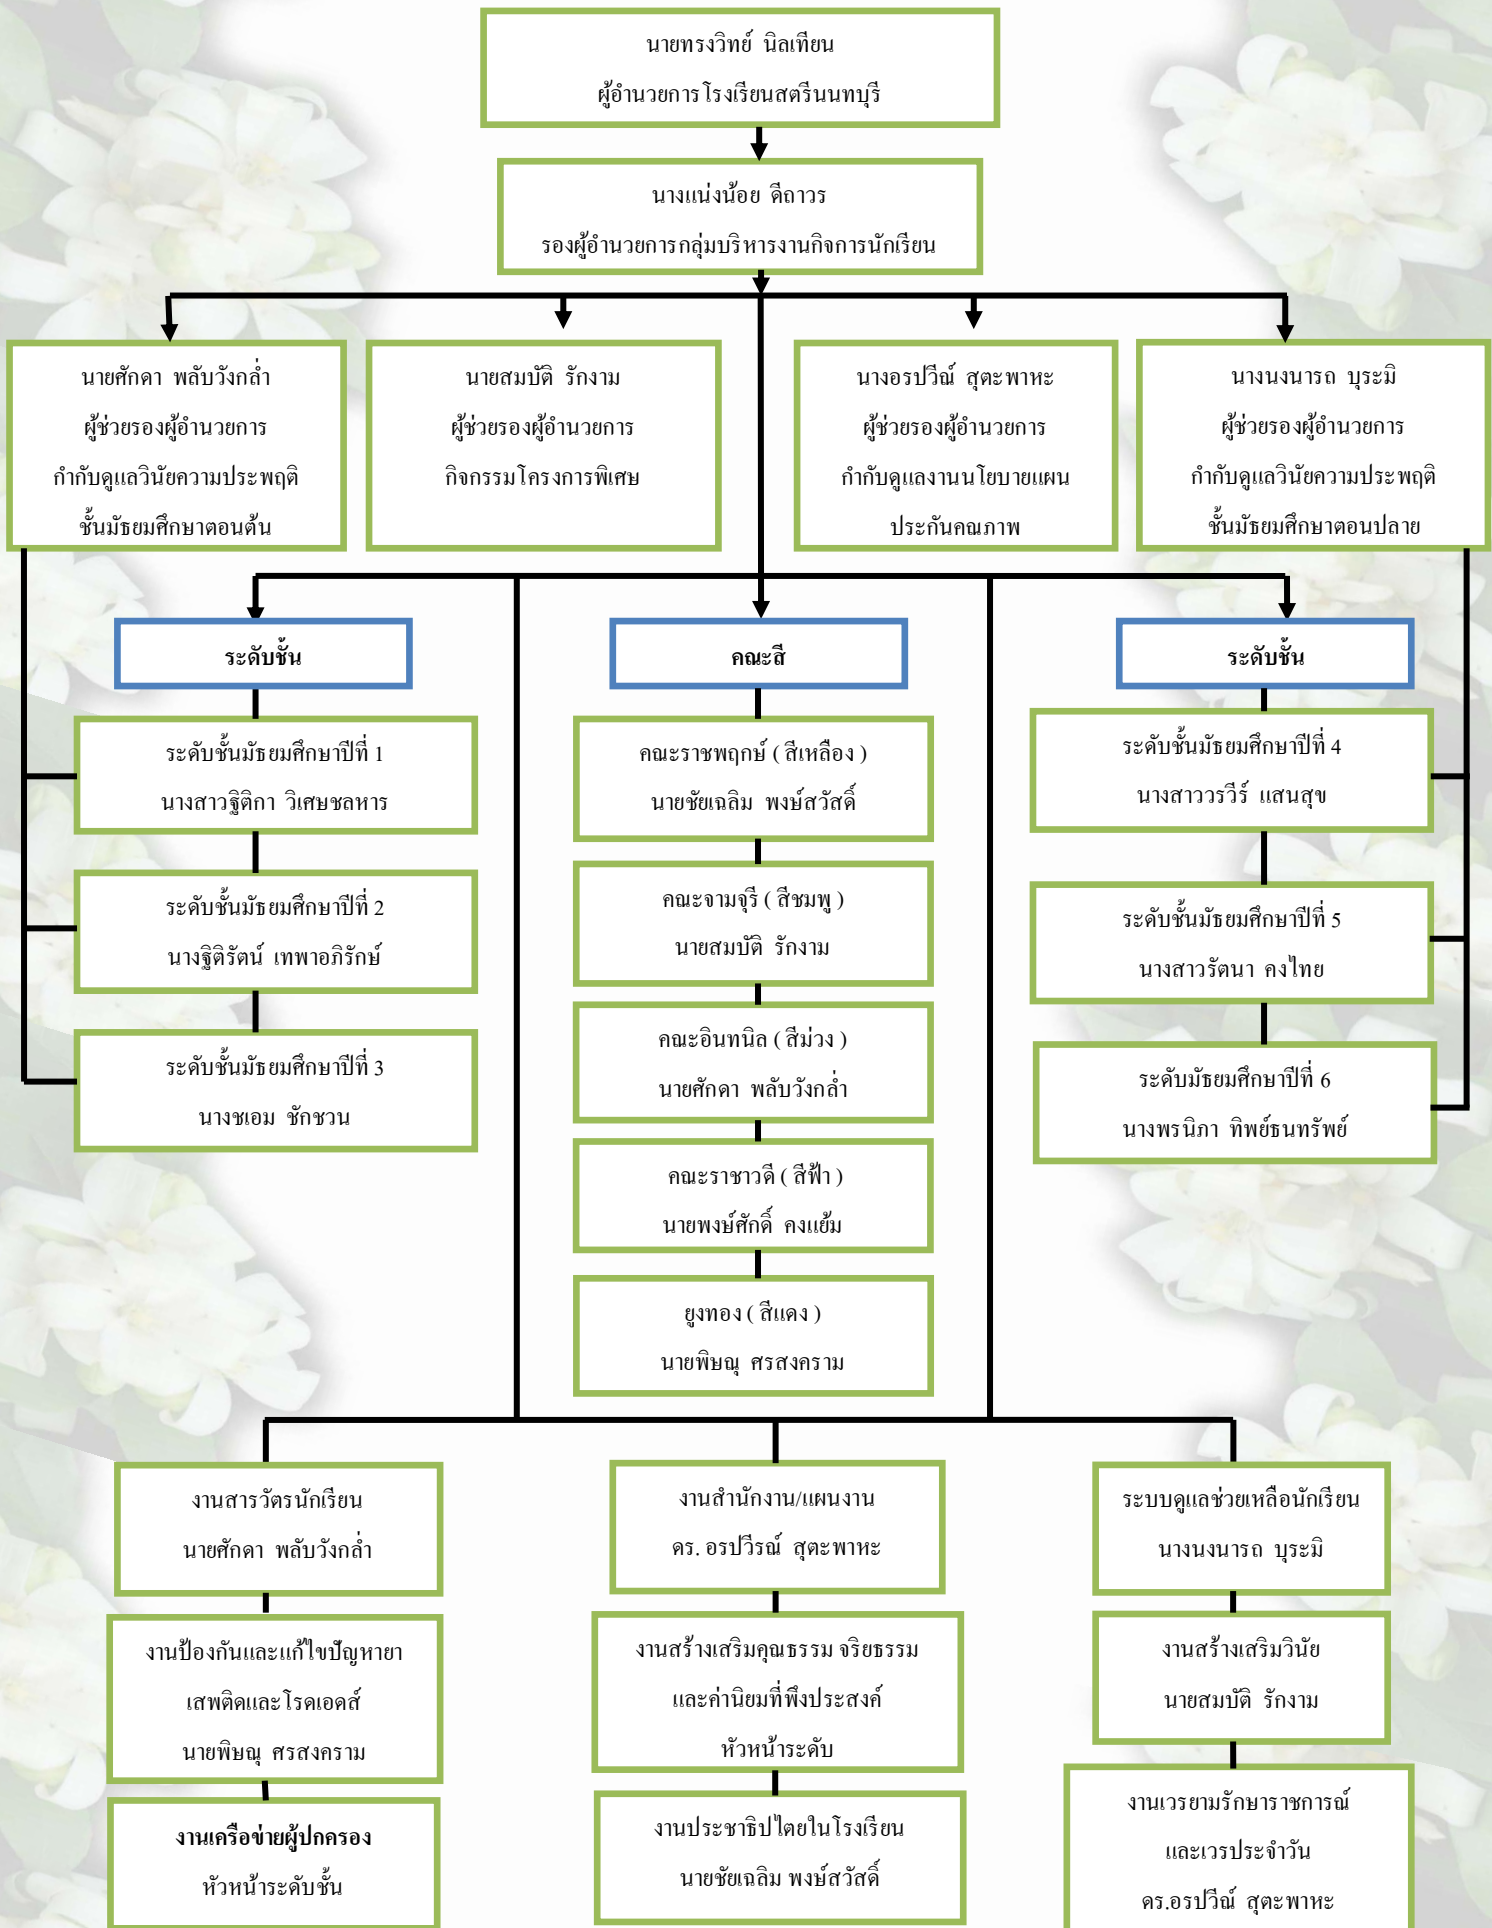 นายทรงวิทย์ นิลเทียน
ผู้อำนวยการโรงเรียนสตรีนนทบุรี
นางแน่งน้อย ดีถาวร
รองผู้อำนวยการกลุ่มบริหารงานกิจการนักเรียน
นายศักดา พลับวังกล่ำ
ผู้ช่วยรองผู้อำนวยการ
กำกับดูแลวินัยความประพฤติ
ชั้นมัธยมศึกษาตอนต้น
นายสมบัติ รักงาม
ผู้ช่วยรองผู้อำนวยการ
กิจกรรมโครงการพิเศษ
นางอรปวีณ์ สุตะพาหะ
ผู้ช่วยรองผู้อำนวยการ
กำกับดูแลงานนโยบายแผน
ประกันคณภาพ
นางนงนารถ บุระมิ
ผู้ช่วยรองผู้อำนวยการ
กำกับดูแลวินัยความประพฤติ
ชั้นมัธยมศึกษาตอนปลาย
ระดับชั้น
ระดับชั้นมัธยมศึกษาปีที่ 1
นางสาวฐิติกา วิเศษชลหาร
ระดับชั้นมัธยมศึกษาปีที่ 2
นางฐิติรัตน์ เทพาอภิรักษ์
ระดับชั้นมัธยมศึกษาปีที่ 3
นางชเอม ชักชวน
คณะสี
คณะราชพฤกษ์ ( สีเหลือง )
นายชัยเฉลิม พงษ์สวัสดิ์
คณะจามจุรี ( สีชมพู )
นายสมบัติ รักงาม
คณะอินทนิล ( สีม่วง )
นายศักดา พลับวังกล่ำ
คณะราชาวดี ( สีฟ้า )
นายพงษ์ศักดิ์ คงแย้ม
ยูงทอง ( สีแดง )
นายพิษณุ ศรสงคราม
ระดับชั้น
ระดับชั้นมัธยมศึกษาปีที่ 4
นางสาววรวีร์ แสนสุข
ระดับชั้นมัธยมศึกษาปีที่ 5
นางสาวรัตนา คงไทย
ระดับมัธยมศึกษาปีที่ 6
นางพรนิภา ทิพย์ธนทรัพย์
งานสารวัตรนักเรียน
นายศักดา พลับวังกล่ำ
งานป้องกันและแก้ไขปัญหายา
เสพติดและโรคเอดส์
นายพิษณุ ศรสงคราม
งานเครือข่ายผู้ปกครอง
หัวหน้าระดับชั้น
งานสำนักงาน/แผนงาน
ดร. อรปวีรณ์ สุตะพาหะ
งานสร้างเสริมคุณธรรม จริยธรรม
และค่านิยมที่พึงประสงค์
หัวหน้าระดับ
งานประชาธิปไตยในโรงเรียน
นายชัยเฉลิม พงษ์สวัสดิ์
ระบบดูแลช่วยเหลือนักเรียน
นางนงนารถ บุระมิ
งานสร้างเสริมวินัย
นายสมบัติ รักงาม
งานเวรยามรักษาราชการณ์
และเวรประจำวัน
ดร.อรปวีณ์ สุตะพาหะ